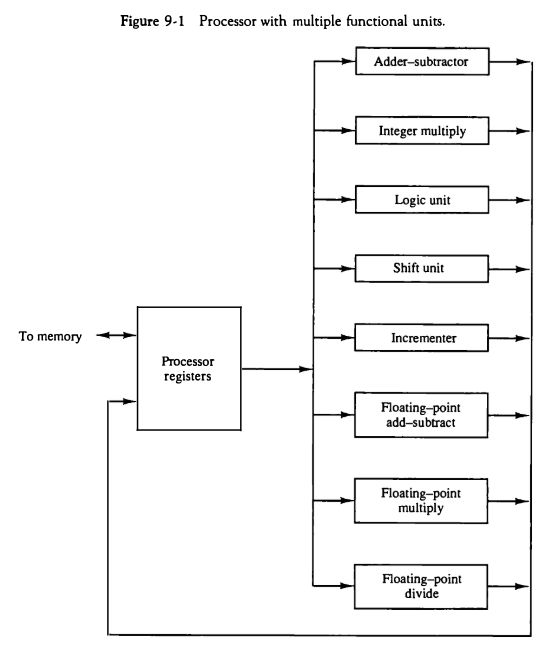 Figure 9-1 Processor with multiple functional units.
Adder–subtractor
Integer multiply
Logic unit
Shift unit
To memory
Incrementer
Processor
registers
Floating–point
add–subtract
Floating–point
multiply
Floating–point
divide